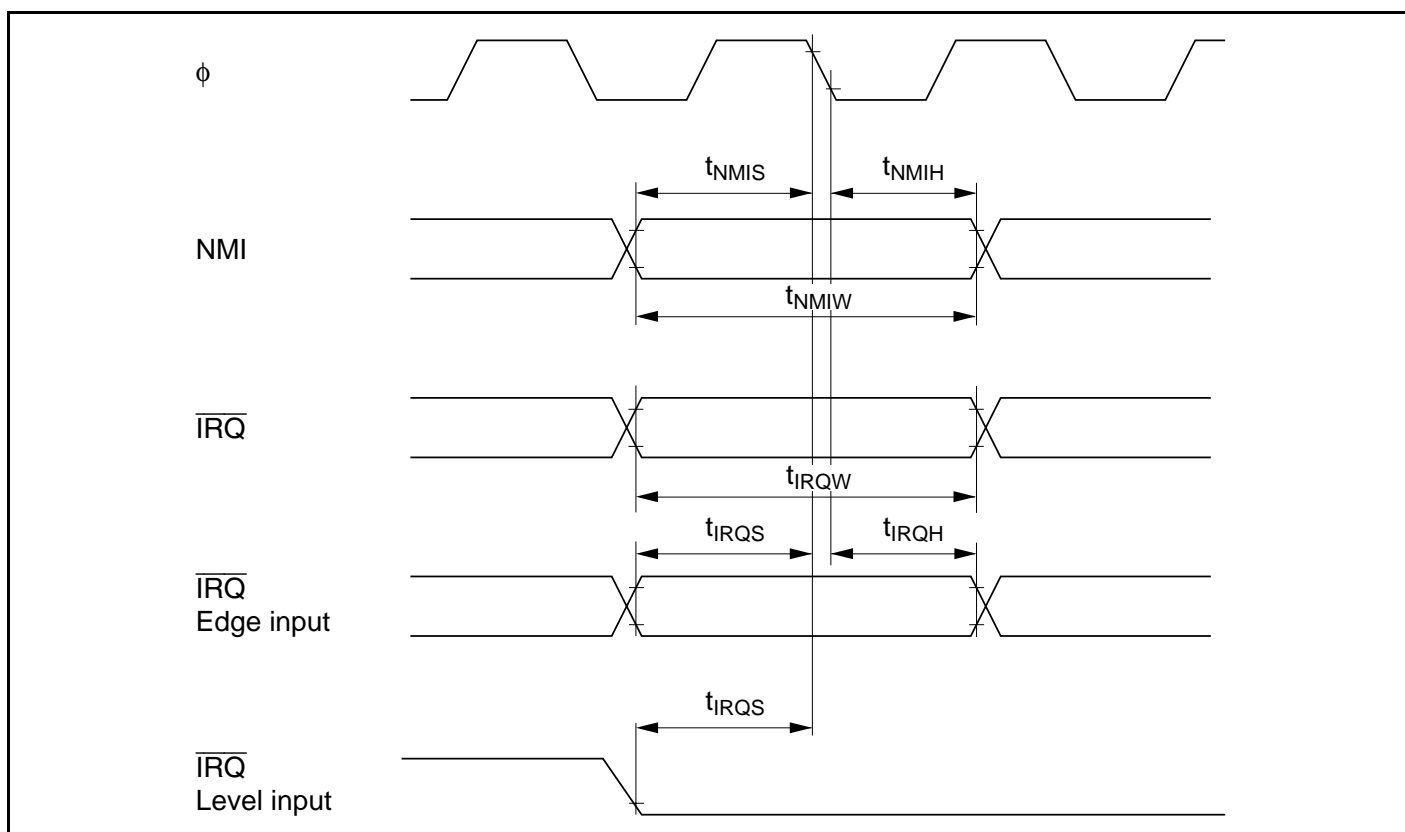 ϕ
tNMIS tNMIH
NMI
tNMIW
IRQ
tIRQW
tIRQS tIRQH
IRQ
Edge input
tIRQS
IRQ
Level input